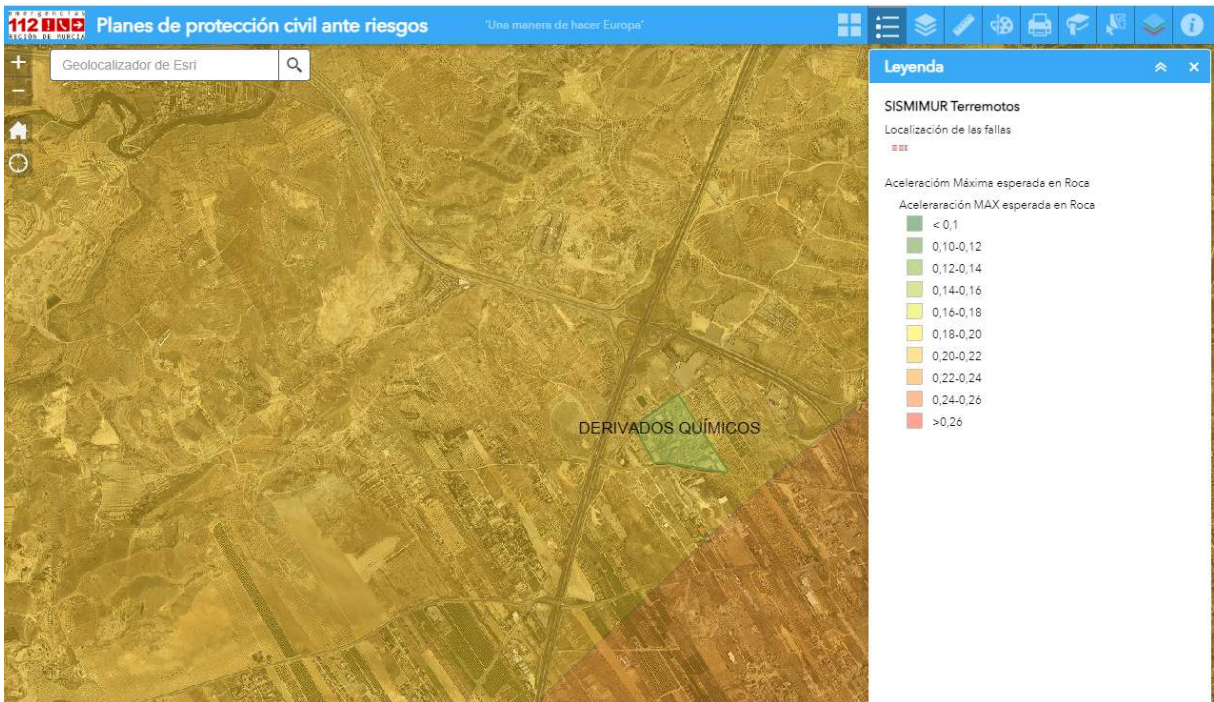 emergencias
112
REGIÓN DE MURCIA
Planes de protección civil ante riesgos
'Una manera de hacer Europa'
Geolocalizador de Esri
Leyenda
SISMIMUR Terremotos
Localización de las fallas
Aceleracióm Máxima esperada en Roca
Aceleraración MAX esperada en Roca
< 0,1
0,10-0,12
0,12-0,14
0,14-0,16
0,16-0,18
0,18-0,20
0,20-0,22
0,22-0,24
0,24-0,26
>0,26
DERIVADOS QUÍMICOS